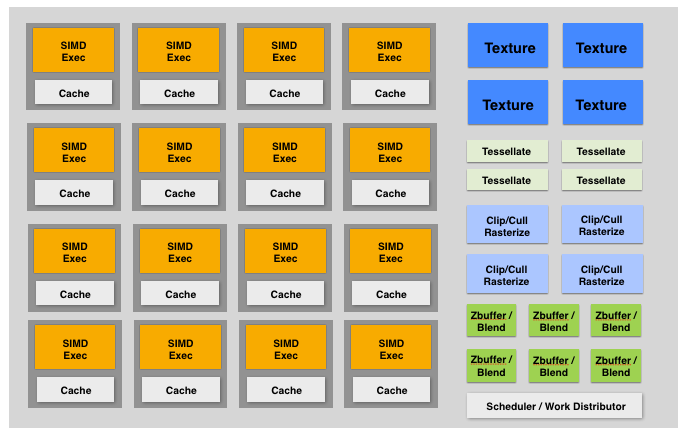 SIMD
Exec
Cache
SIMD
Exec
Cache
SIMD
Exec
Cache
SIMD
Exec
Cache
SIMD
Exec
Cache
SIMD
Exec
Cache
SIMD
Exec
Cache
SIMD
Exec
Cache
SIMD
Exec
Cache
SIMD
Exec
Cache
SIMD
Exec
Cache
SIMD
Exec
Cache
SIMD
Exec
Cache
SIMD
Exec
Cache
SIMD
Exec
Cache
SIMD
Exec
Cache
Texture
Texture
Texture
Texture
Tessellate
Tessellate
Tessellate
Tessellate
Clip/Cull
Rasterize
Clip/Cull
Rasterize
Clip/Cull
Rasterize
Clip/Cull
Rasterize
Zbuffer /
Blend
Zbuffer /
Blend
Zbuffer /
Blend
Zbuffer /
Blend
Zbuffer /
Blend
Zbuffer /
Blend
Scheduler / Work Distributor